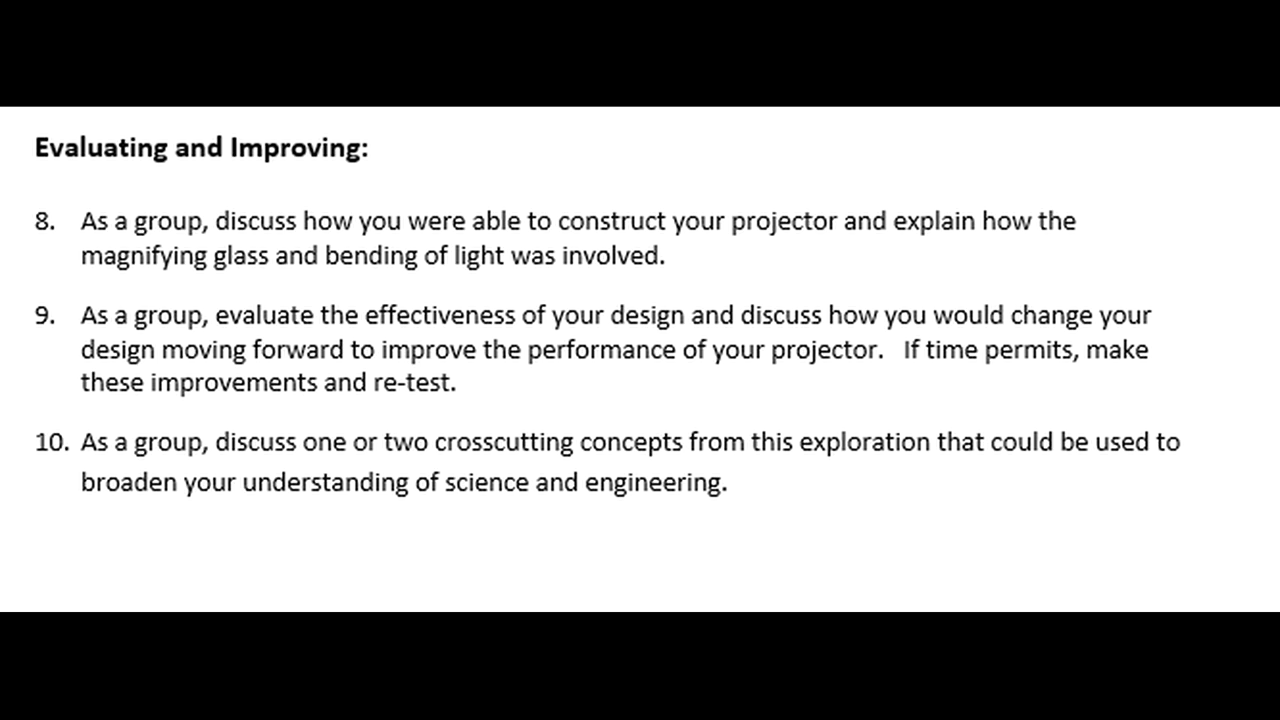 Evaluating and Improving:
8. As a group, discuss how you were able to construct your projector and explain how the
magnifying glass and bending of light was involved.
9. As a group, evaluate the effectiveness of your design and discuss how you would change your
design moving forward to improve the performance of your projector.   If time permits, make
these improvements and re-test.
10. As a group, discuss one or two crosscutting concepts from this exploration that could be used to
broaden your understanding of science and engineering.